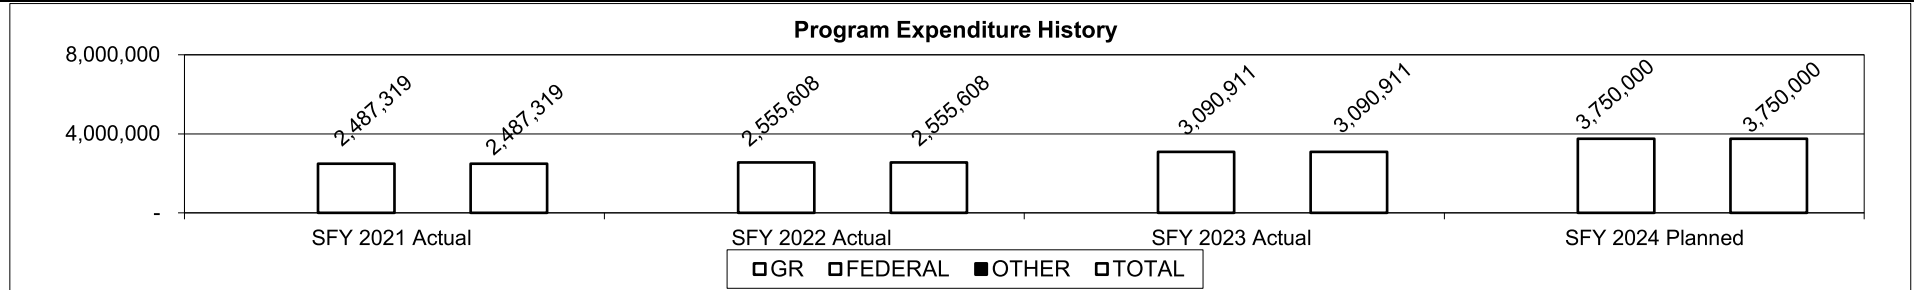 Program Expenditure History
8,000,000
4,000,000
-
2,487,319
2,487,319
2,555,608
2,555,608
3,090,911
3,090,911
3,750,000
3,750,000
SFY 2021 Actual
SFY 2022 Actual
SFY 2023 Actual
SFY 2024 Planned
GR FEDERAL OTHER TOTAL